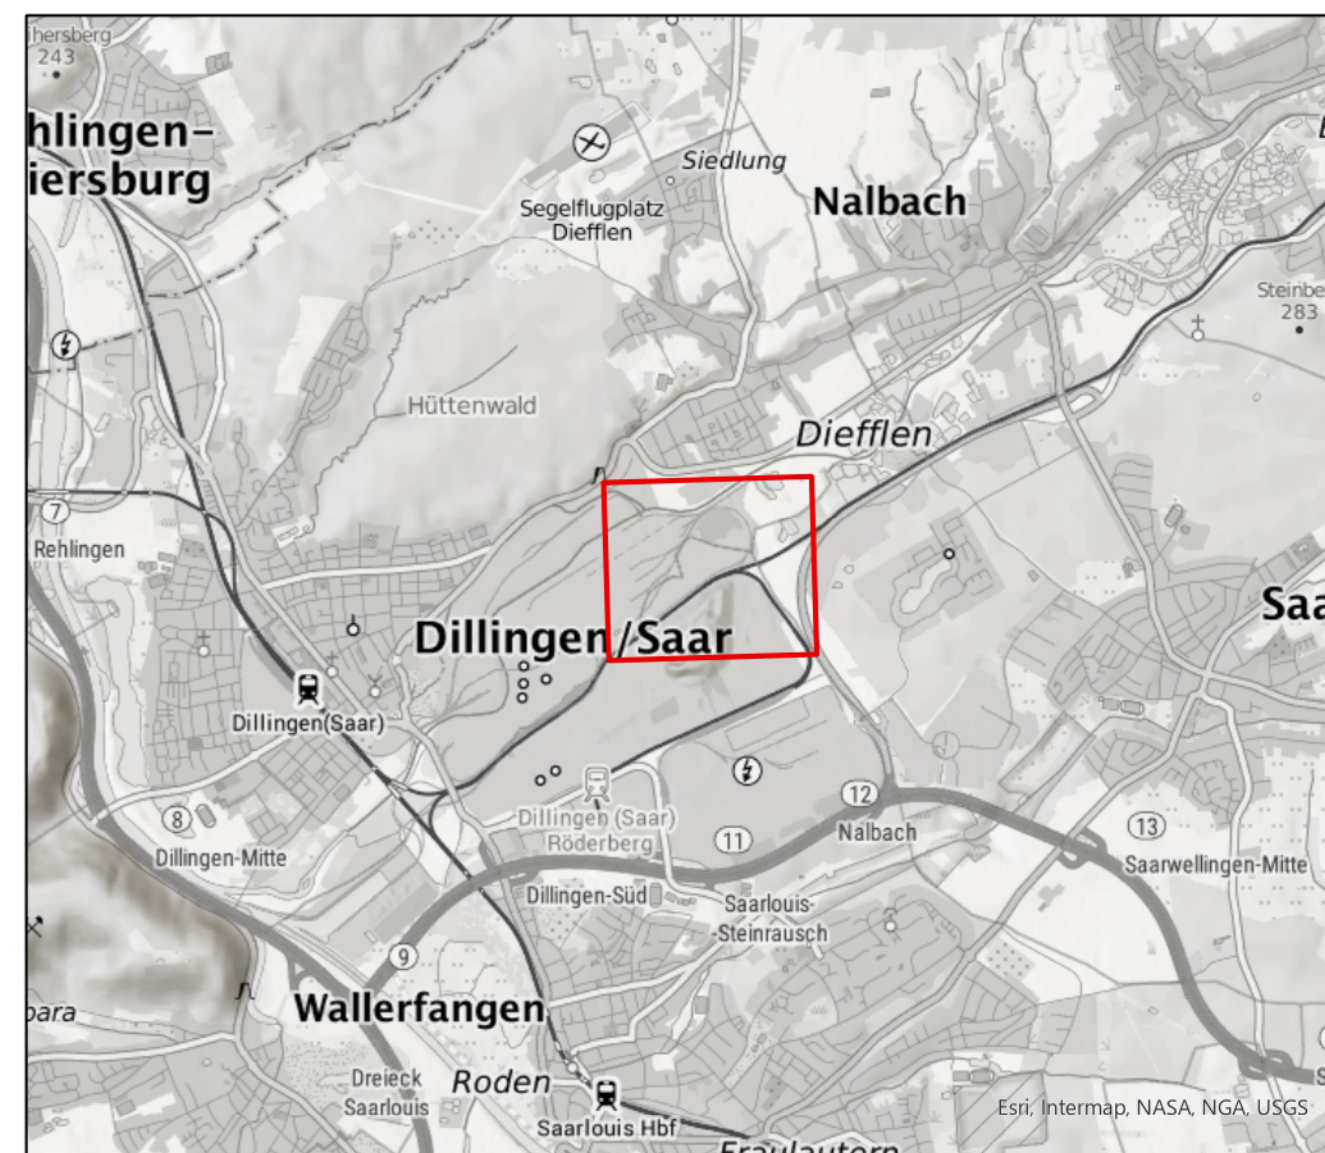 ihersberg
243
hlingen-
iersburg
Siedlung
Nalbach
Segelflugplatz
Diefflen
Steinbe
283
Hüttenwald
Diefflen
7
Rehlingen
Saa
Dillingen/Saar
Dillingen(Saar)
8
Dillingen-Mitte
Dillingen (Saar)
Röderberg
11
12
Nalbach
13
Saarwellingen-Mitte
Dillingen-Süd
Saarlouis-
-Steinrausch
9
Wallerfangen
bara
Dreieck
Saarlouis
Roden
Saarlouis Hbf
Fraulautern
Esri, Intermap, NASA, NGA, USGS